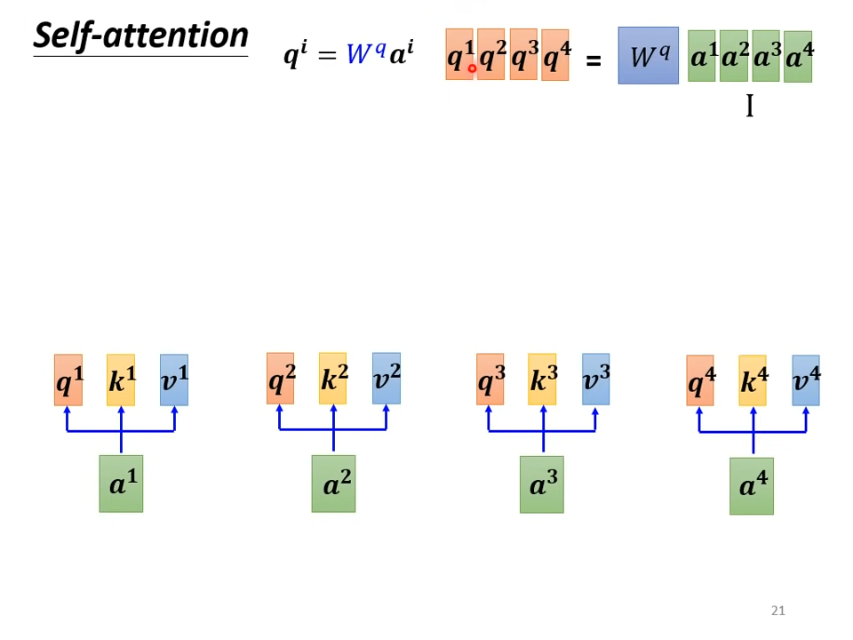 Self-attention
qⁱ = W^q aⁱ
q¹ q² q³ q⁴ = W^q a¹ a² a³ a⁴
q¹ k¹ v¹ q² k² v² q³ k³ v³ q⁴ k⁴ v⁴
a¹ a² a³ a⁴
21